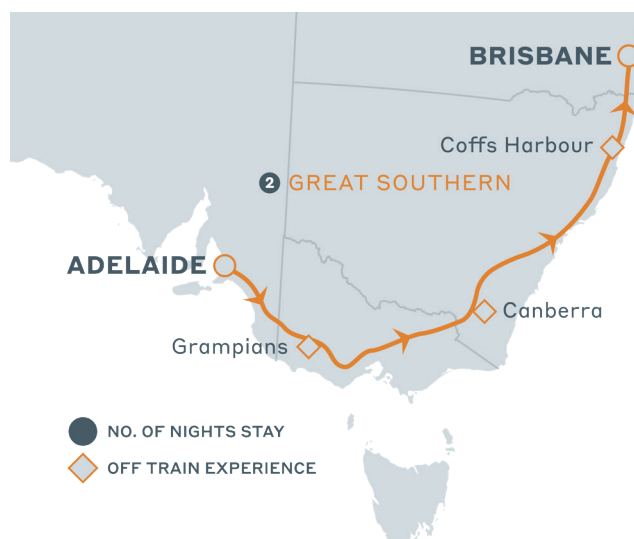 BRISBANE
Coffs Harbour
2 GREAT SOUTHERN
ADELAIDE
Canberra
Grampians
NO. OF NIGHTS STAY
OFF TRAIN EXPERIENCE